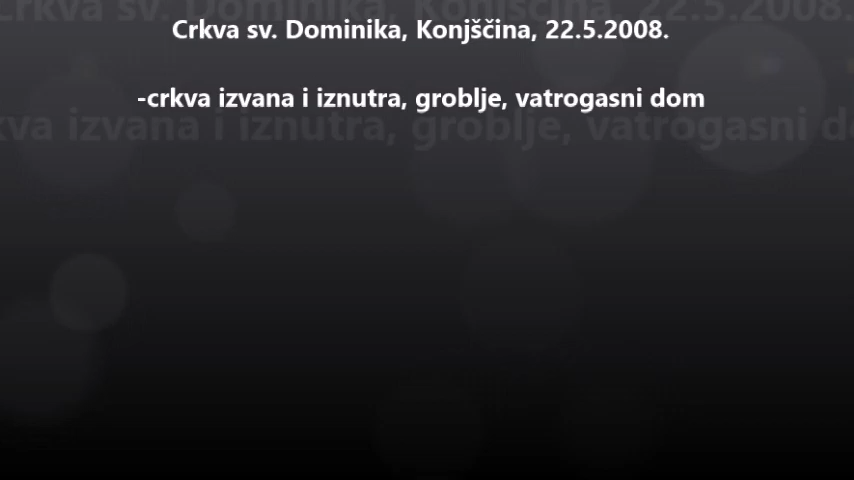 Crkva sv. Dominika, Konjščina, 22.5.2008.
-crkva izvana i iznutra, groblje, vatrogasni dom